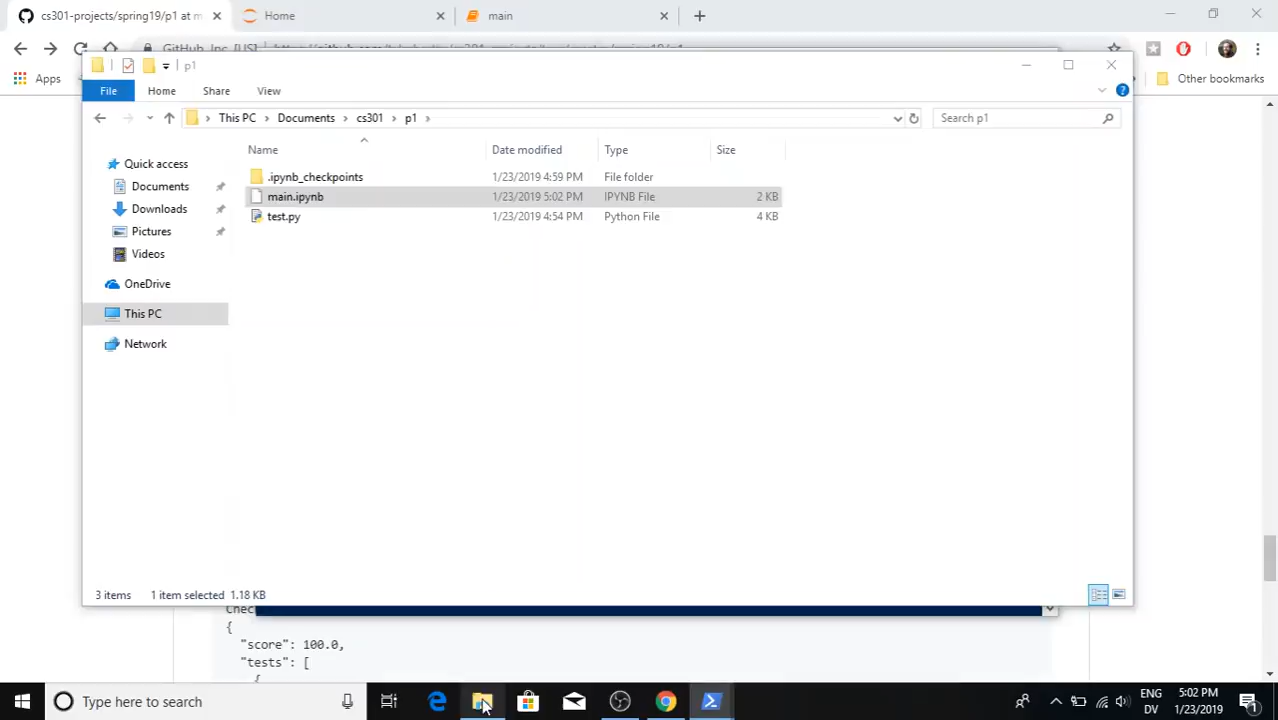 cs301-projects/spring19/p1 at m
Home
main
Apps
Other bookmarks
p1
File
Home
Share
View
This PC
Documents
cs301
p1
Search p1
Name
Date modified
Type
Size
Quick access
.ipynb_checkpoints
1/23/2019 4:59 PM
File folder
Documents
main.ipynb
1/23/2019 5:02 PM
IPYNB File
2 KB
Downloads
test.py
1/23/2019 4:54 PM
Python File
4 KB
Pictures
Videos
OneDrive
This PC
Network
3 items
1 item selected 1.18 KB
{
"score": 100.0,
"tests": [
Type here to search
ENG
DV
5:02 PM
1/23/2019
1